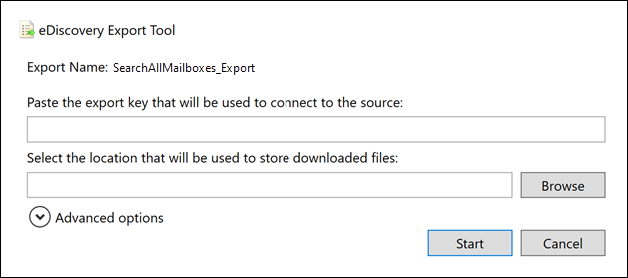 eDiscovery Export Tool
Export Name: SearchAllMailboxes_Export
Paste the export key that will be used to connect to the source:
Select the location that will be used to store downloaded files:
Browse
Advanced options
Start Cancel